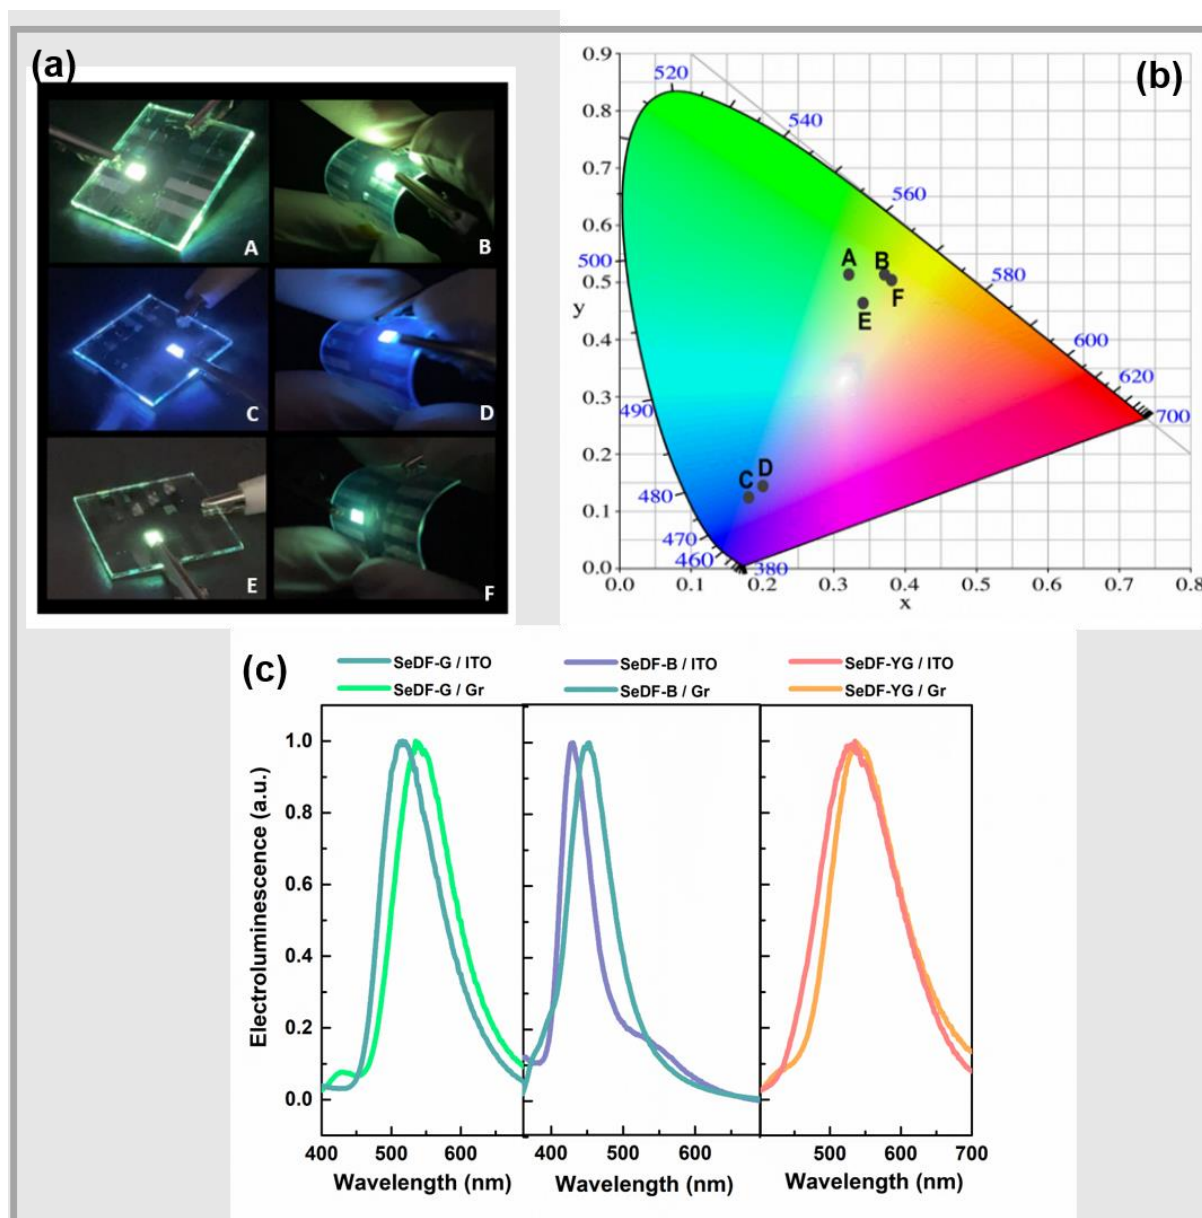 (a)
A
B
C
D
E
F
(b)
0.9
0.8
0.7
0.6
0.5
0.4
0.3
0.2
0.1
0.0
y
520
540
560
500
580
600
620
490
700
480
470
460
380
A
B
F
E
C
D
0.0 0.1 0.2 0.3 0.4 0.5 0.6 0.7 0.8
x
(c)
SeDF-G / ITO
SeDF-G / Gr
SeDF-B / ITO
SeDF-B / Gr
SeDF-YG / ITO
SeDF-YG / Gr
Electroluminescence (a.u.)
1.0
0.8
0.6
0.4
0.2
0.0
400 500 600
400 500 600
500 600 700
Wavelength (nm)
Wavelength (nm)
Wavelength (nm)